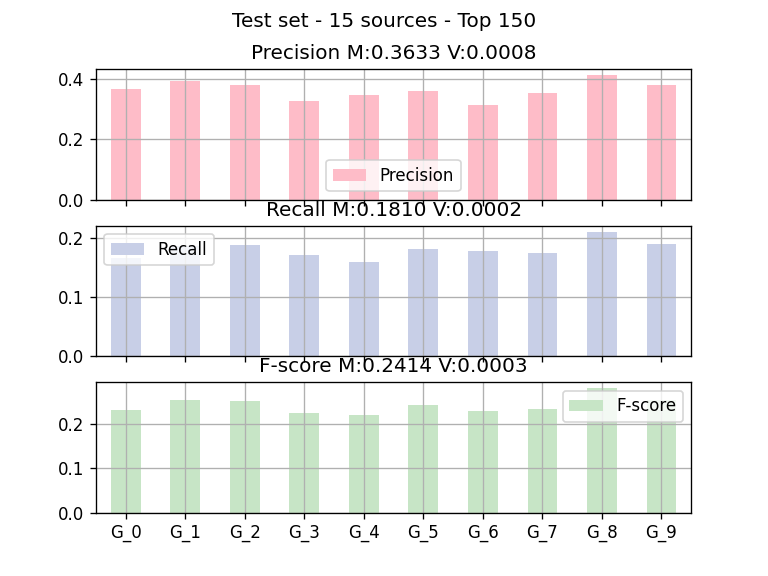 Test set - 15 sources - Top 150
Precision M:0.3633 V:0.0008
0.4
0.2
0.0
Precision
Recall M:0.1810 V:0.0002
0.2
0.1
0.0
Recall
F-score M:0.2414 V:0.0003
0.2
0.1
0.0
F-score
G_0 G_1 G_2 G_3 G_4 G_5 G_6 G_7 G_8 G_9